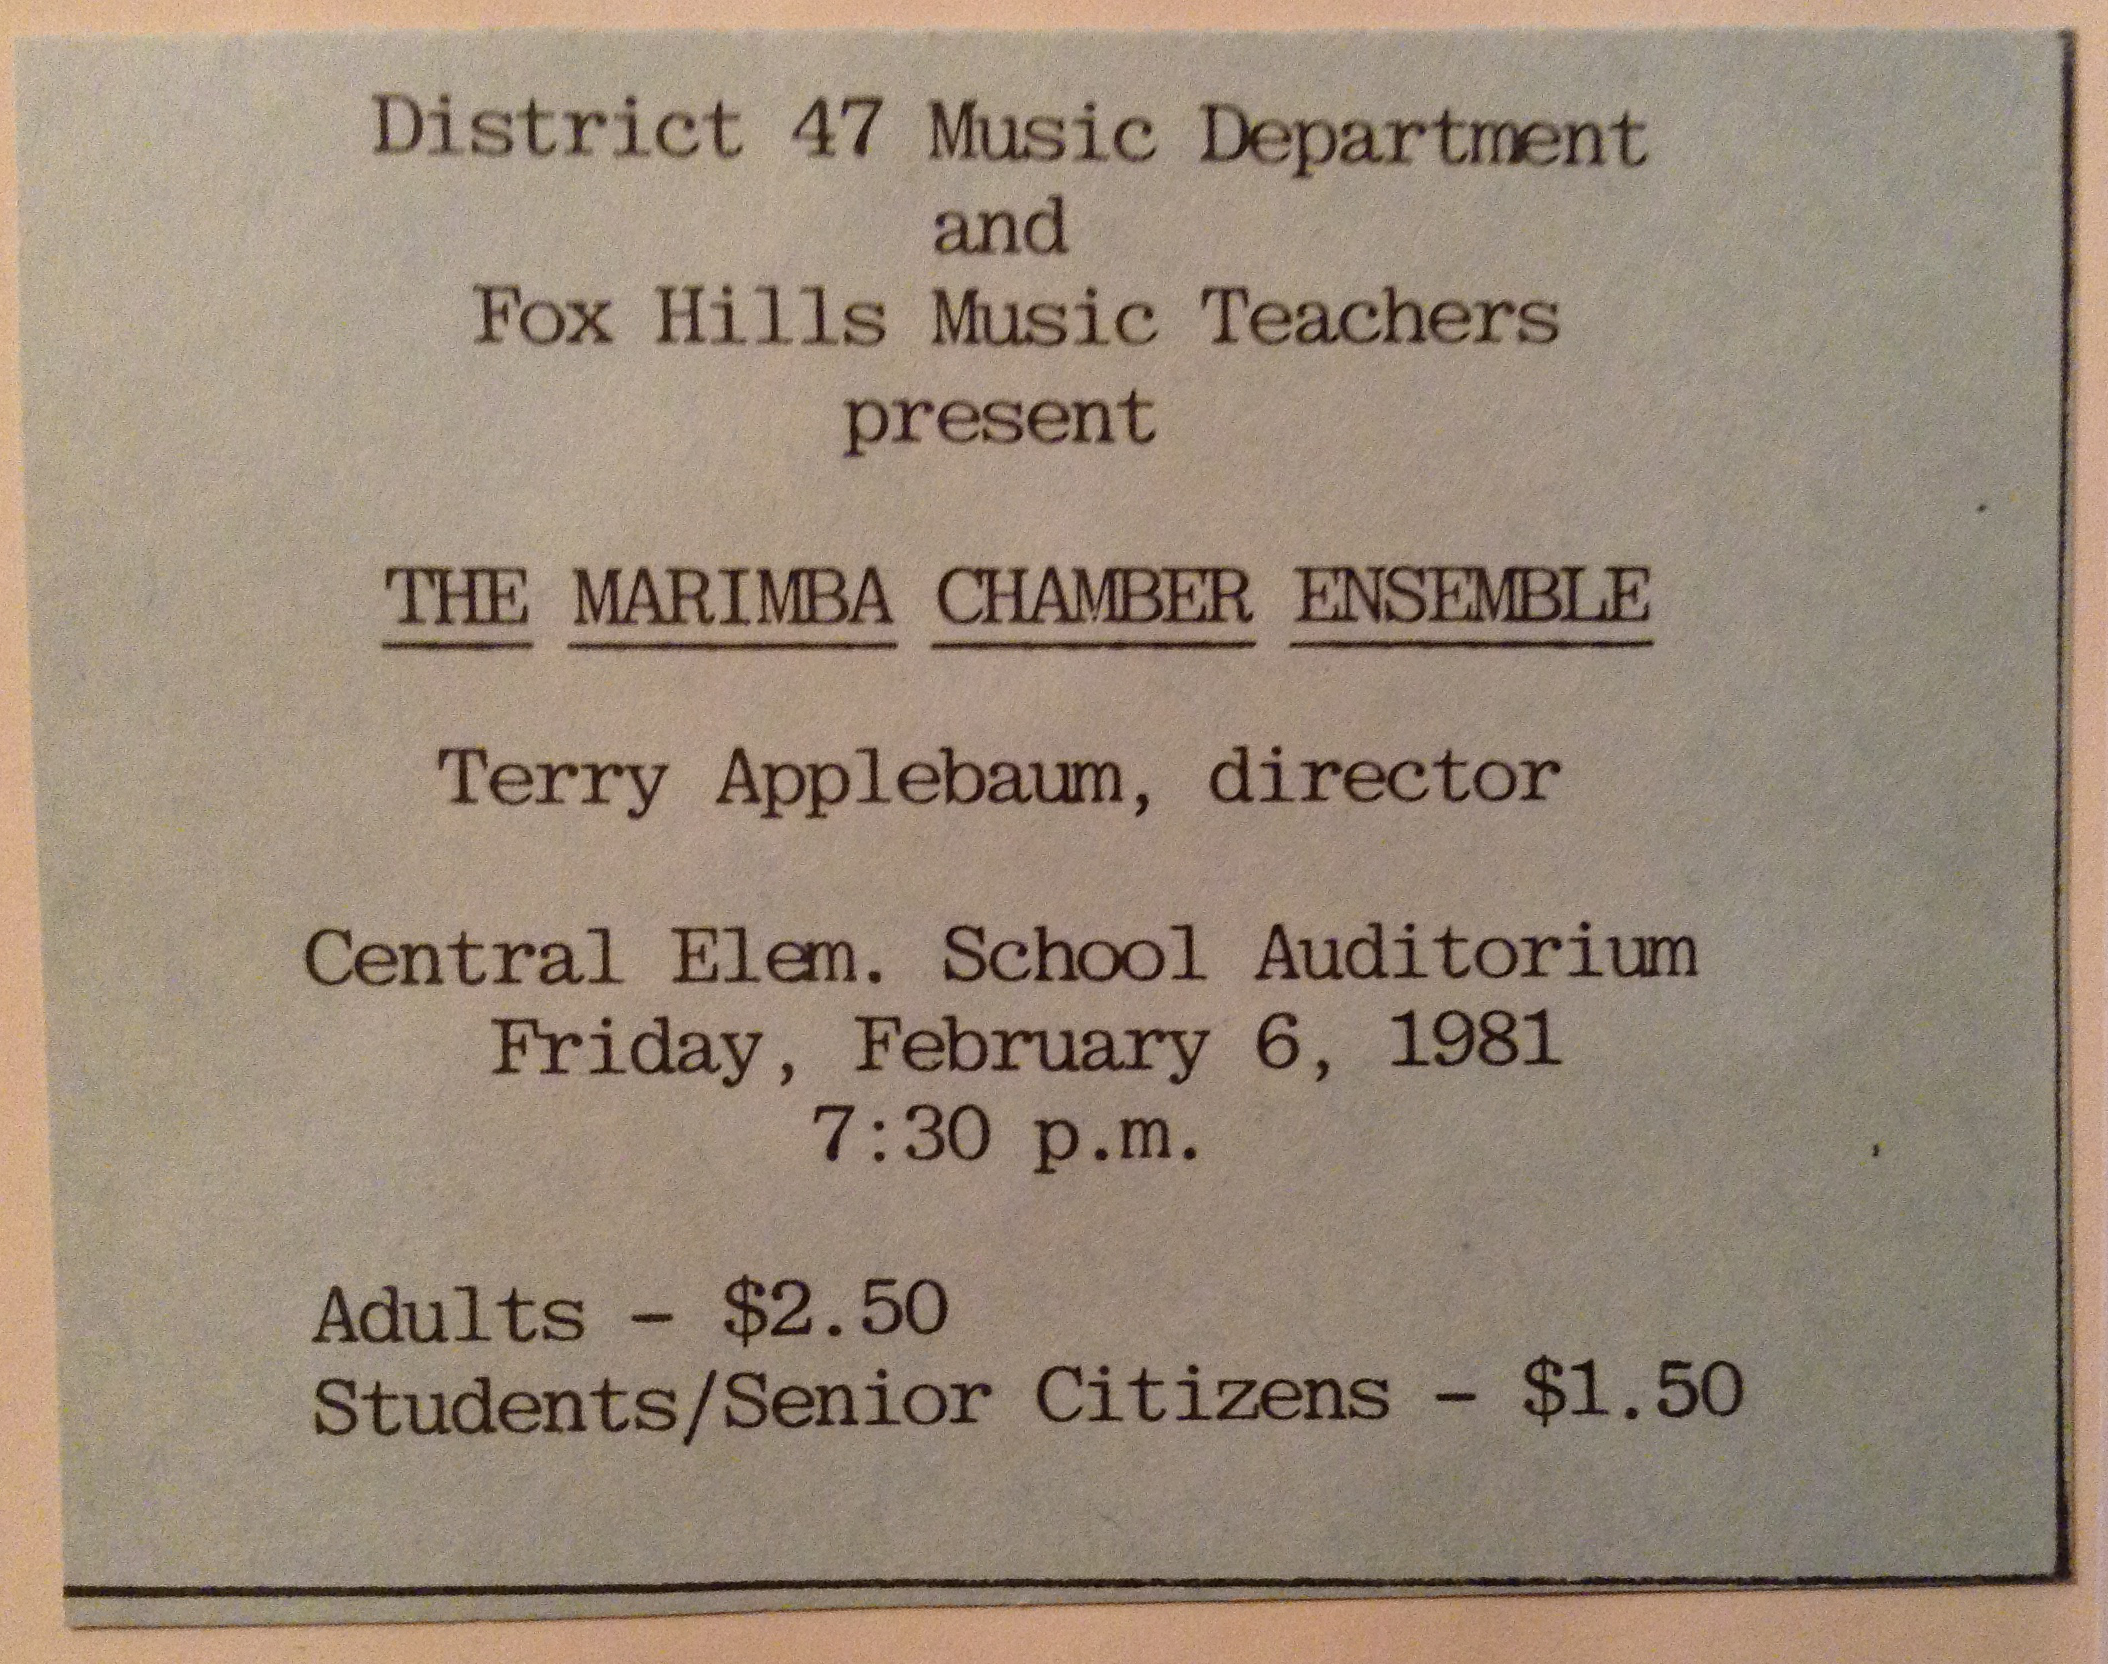 District 47 Music Department
and
Fox Hills Music Teachers
present
THE MARIMBA CHAMBER ENSEMBLE
Terry Applebaum, director
Central Elem. School Auditorium
Friday, February 6, 1981
7:30 p.m.
Adults - $2.50
Students/Senior Citizens - $1.50